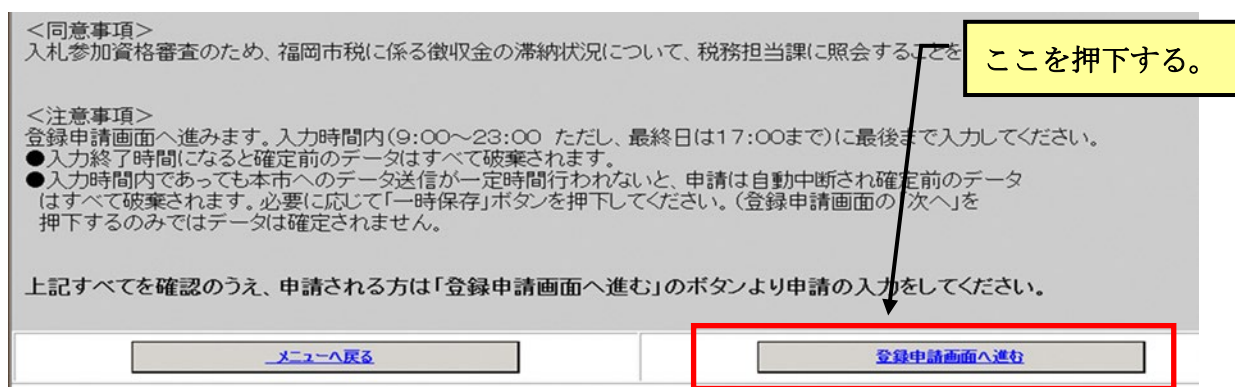 <同意事項>
入札参加資格審査のため、福岡市税に係る徴収金の滞納状況について、税務担当課に照会することを
ここを押下する。
<注意事項>
登録申請画面へ進みます。入力時間内(9:00～23:00 ただし、最終日は17:00まで)に最後まで入力してください。
●入力終了時間になると確定前のデータはすべて破棄されます。
●入力時間内であっても本市へのデータ送信が一定時間行われないと、申請は自動中断され確定前のデータ
はすべて破棄されます。必要に応じて「一時保存」ボタンを押下してください。(登録申請画面の「次へ」を
押下するのみではデータは確定されません。
上記すべてを確認のうえ、申請される方は「登録申請画面へ進む」のボタンより申請の入力をしてください。
メニューへ戻る
登録申請画面へ進む